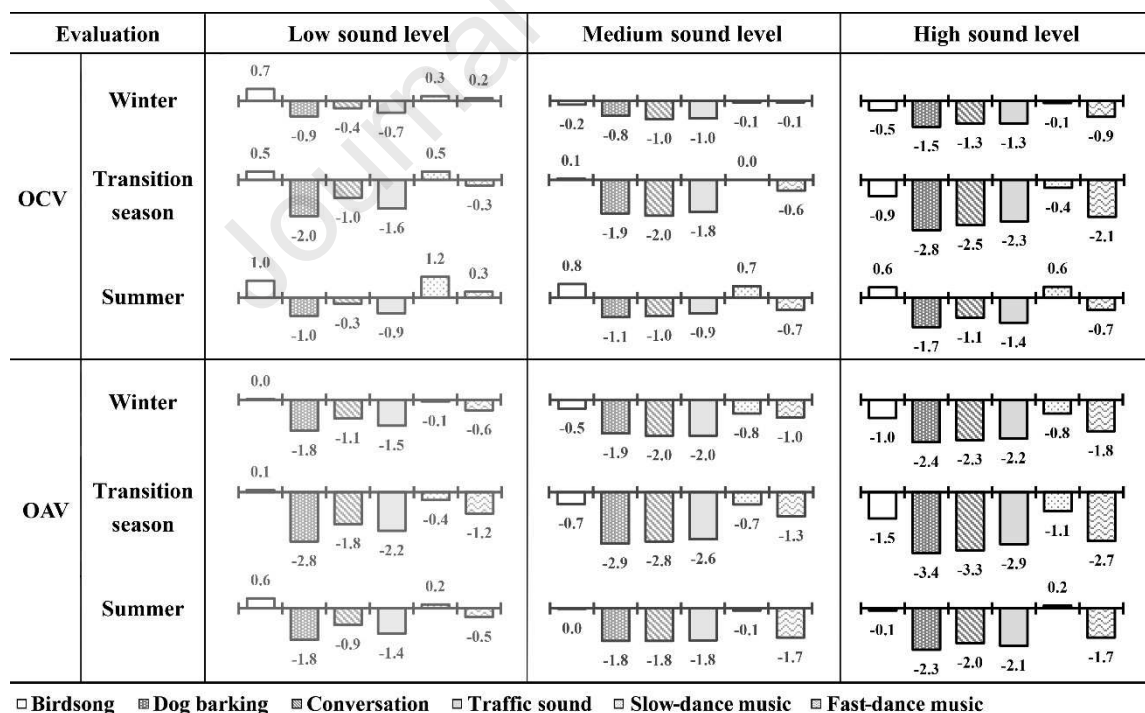 Evaluation Low sound level Medium sound level High sound level
0.7 0.3 0.2
Winter
-0.9 -0.4 -0.7
-0.2 -0.8 -1.0 -1.0 -0.1 -0.1
-0.5 -1.5 -1.3 -1.3 -0.1 -0.9
0.5 0.5 0.1 0.0
OCV Transition season
-2.0 -1.0 -1.6 -0.3
-1.9 -2.0 -1.8 -0.6
-0.9 -2.8 -2.5 -2.3 -0.4 -2.1
1.0 1.2 0.3 0.8 0.7 0.6 0.6
Summer
-1.0 -0.3 -0.9
-1.1 -1.0 -0.9 -0.7
-1.7 -1.1 -1.4 -0.7
0.0
Winter
-1.8 -1.1 -1.5 -0.1 -0.6
-0.5 -1.9 -2.0 -2.0 -0.8 -1.0
-1.0 -2.4 -2.3 -2.2 -0.8 -1.8
0.1
OAV Transition season
-2.8 -1.8 -2.2 -0.4 -1.2
-0.7 -2.9 -2.8 -2.6 -0.7 -1.3
-1.5 -3.4 -3.3 -2.9 -1.1 -2.7
0.6 0.2 0.2
Summer
-1.8 -0.9 -1.4 -0.5
0.0 -1.8 -1.8 -1.8 -0.1 -1.7
-0.1 -2.3 -2.0 -2.1 -1.7
Birdsong Dog barking Conversation Traffic sound Slow-dance music Fast-dance music
Journal